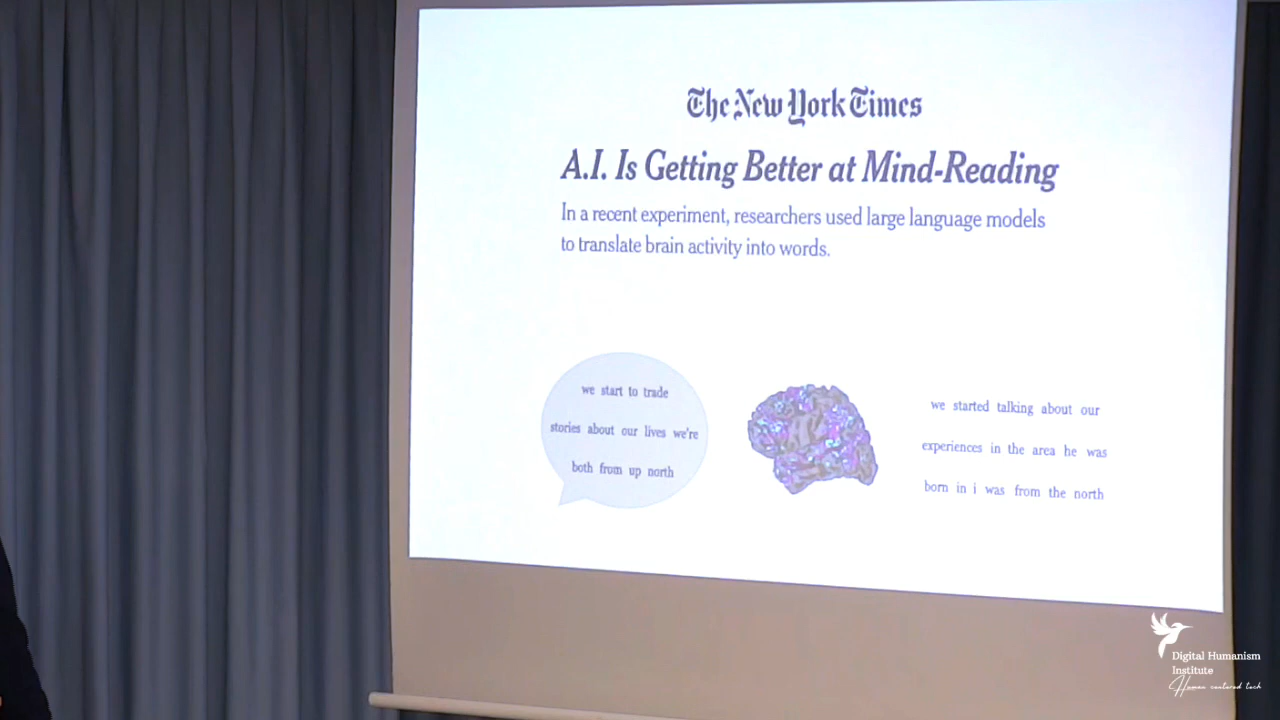 The New York Times
A.I. Is Getting Better at Mind-Reading
In a recent experiment, researchers used large language models
to translate brain activity into words.
we start to trade
stories about our lives we're
both from up north
we started talking about our
experiences in the area he was
born in i was from the north
Digital Humanism
Institute
Human centered tech